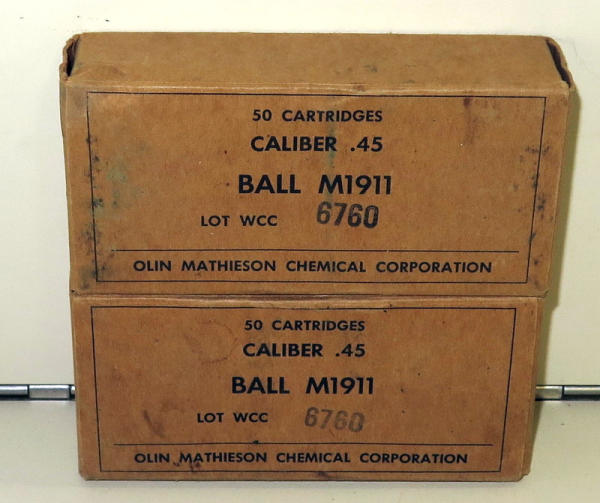 50 CARTRIDGES
CALIBER .45
BALL M1911
LOT WCC 6760
OLIN MATHIESON CHEMICAL CORPORATION
50 CARTRIDGES
CALIBER .45
BALL M1911
LOT WCC 6760
OLIN MATHIESON CHEMICAL CORPORATION